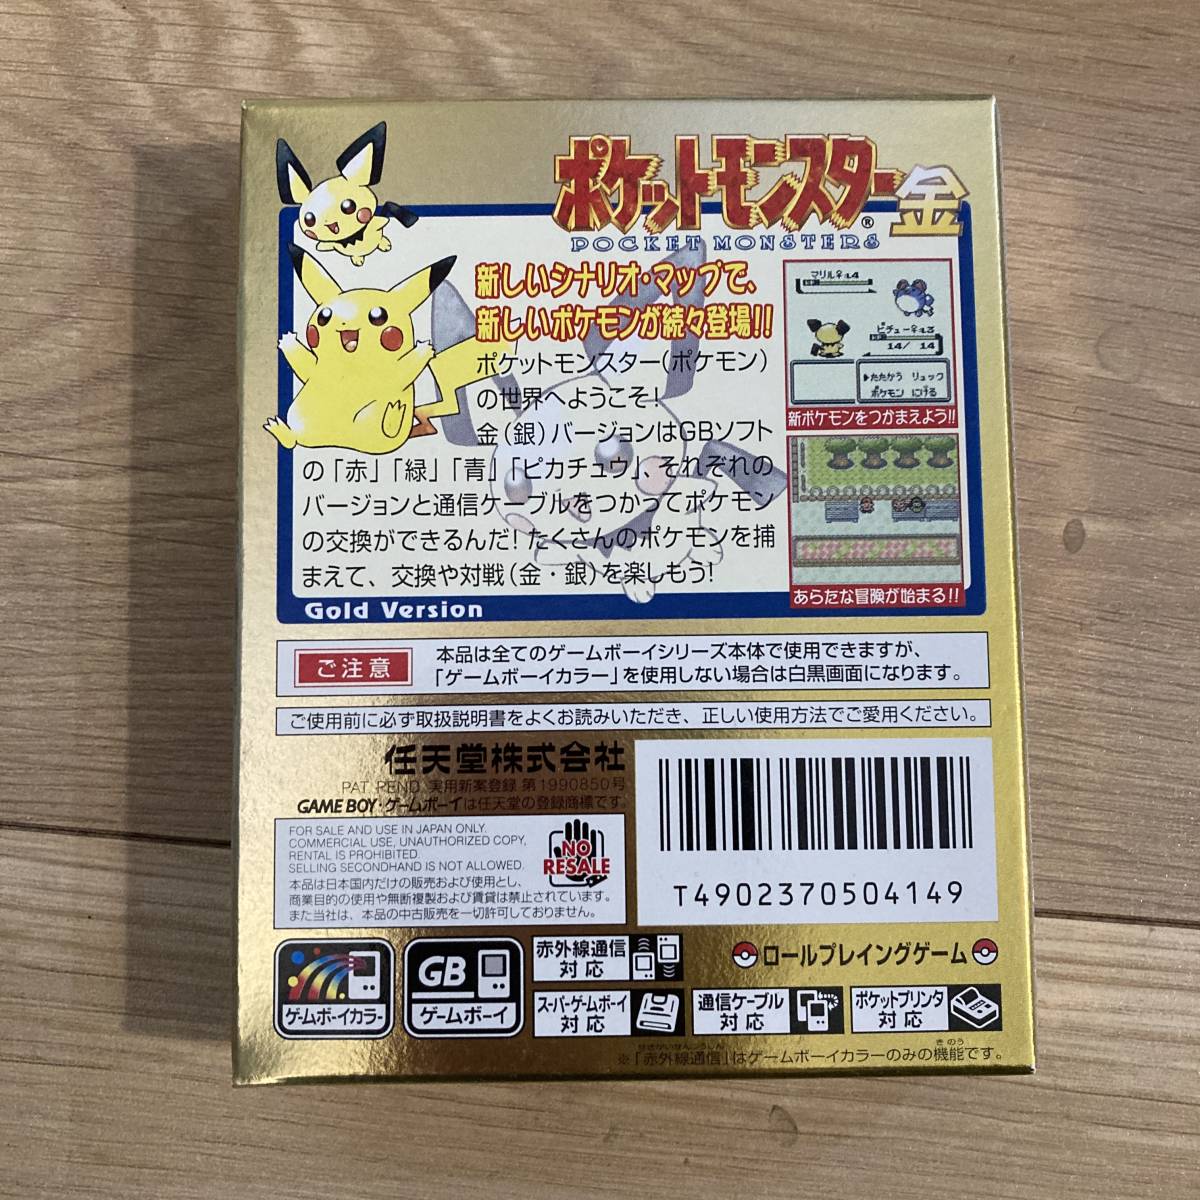 ポケットモンスター金
POCKET MONSTERS ®
新しいシナリオ・マップで、
新しいポケモンが続々登場!!
ポケットモンスター(ポケモン)
の世界へようこそ!
金(銀)バージョンはGBソフト
の「赤」「緑」「青」「ピカチュウ」、それぞれの
バージョンと通信ケーブルをつかってポケモン
の交換ができるんだ!たくさんのポケモンを捕
まえて、交換や対戦(金・銀)を楽しもう!
Gold Version
マリル♀:L4
ピチュー♀:L3
14/ 14
▶たたかう リュック
ポケモン にげる
新ポケモンをつかまえよう!!
あらたな冒険が始まる!!
ご注意
本品は全てのゲームボーイシリーズ本体で使用できますが、
「ゲームボーイカラー」を使用しない場合は白黒画面になります。
ご使用前に必ず取扱説明書をよくお読みいただき、正しい使用方法でご愛用ください。
任天堂株式会社
PAT. PEND. 実用新案登録 第1990850号
GAME BOY・ゲームボーイは任天堂の登録商標です。
FOR SALE AND USE IN JAPAN ONLY.
COMMERCIAL USE, UNAUTHORIZED COPY,
RENTAL IS PROHIBITED.
SELLING SECONDHAND IS NOT ALLOWED.
NO
RESALE
本品は日本国内だけの販売および使用とし、
商業目的の使用や無断複製および賃貸は禁止されています。
また当社は、本品の中古販売を一切許可しておりません。
T4902370504149
ゲームボーイカラー
GB
ゲームボーイ
赤外線通信
対応
スーパーゲームボーイ
対応
ロールプレイングゲーム
通信ケーブル
対応
ポケットプリンタ
対応
せきがいせんつうしん
きのう
※「赤外線通信」はゲームボーイカラーのみの機能です。